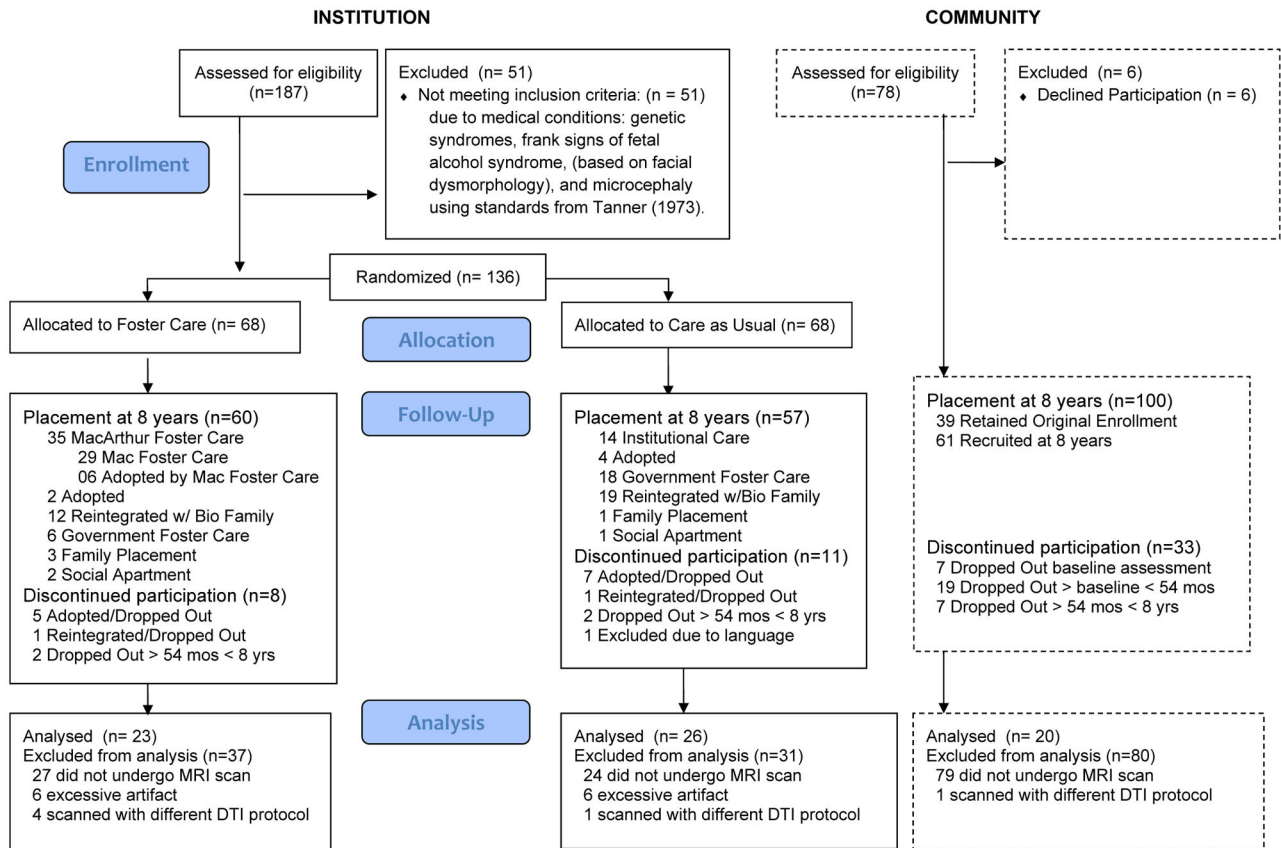 INSTITUTION
COMMUNITY
Assessed for eligibility
(n=187)
Excluded (n= 51)
♦ Not meeting inclusion criteria: (n = 51)
due to medical conditions: genetic
syndromes, frank signs of fetal
alcohol syndrome, (based on facial
dysmorphology), and microcephaly
using standards from Tanner (1973).
Assessed for eligibility
(n=78)
Excluded (n= 6)
♦ Declined Participation (n = 6)
Enrollment
Randomized (n= 136)
Allocated to Foster Care (n= 68)
Allocation
Allocated to Care as Usual (n= 68)
Follow-Up
Placement at 8 years (n=60)
35 MacArthur Foster Care
29 Mac Foster Care
06 Adopted by Mac Foster Care
2 Adopted
12 Reintegrated w/ Bio Family
6 Government Foster Care
3 Family Placement
2 Social Apartment
Discontinued participation (n=8)
5 Adopted/Dropped Out
1 Reintegrated/Dropped Out
2 Dropped Out > 54 mos < 8 yrs
Placement at 8 years (n=57)
14 Institutional Care
4 Adopted
18 Government Foster Care
19 Reintegrated w/Bio Family
1 Family Placement
1 Social Apartment
Discontinued participation (n=11)
7 Adopted/Dropped Out
1 Reintegrated/Dropped Out
2 Dropped Out > 54 mos < 8 yrs
1 Excluded due to language
Placement at 8 years (n=100)
39 Retained Original Enrollment
61 Recruited at 8 years
Discontinued participation (n=33)
7 Dropped Out baseline assessment
19 Dropped Out > baseline < 54 mos
7 Dropped Out > 54 mos < 8 yrs
Analysis
Analysed (n= 23)
Excluded from analysis (n=37)
27 did not undergo MRI scan
6 excessive artifact
4 scanned with different DTI protocol
Analysed (n= 26)
Excluded from analysis (n=31)
24 did not undergo MRI scan
6 excessive artifact
1 scanned with different DTI protocol
Analysed (n= 20)
Excluded from analysis (n=80)
79 did not undergo MRI scan
1 scanned with different DTI protocol